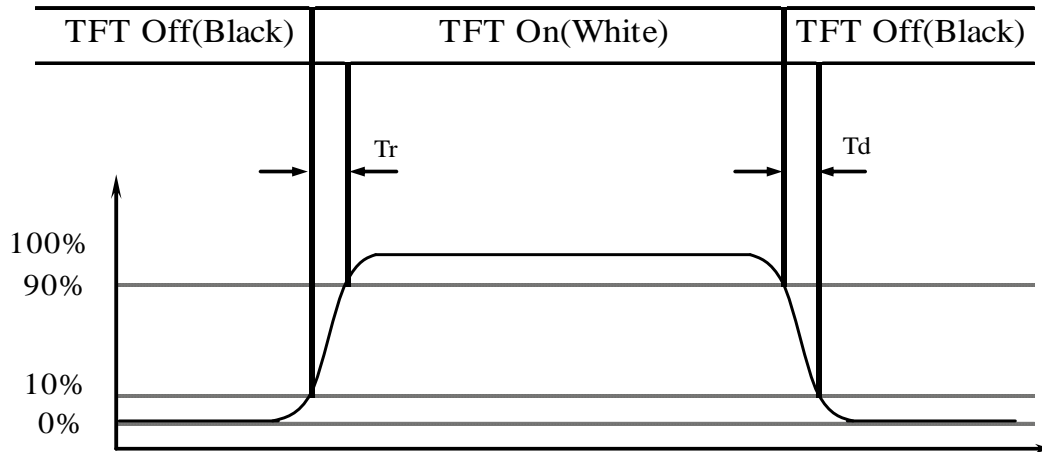 TFT Off(Black) TFT On(White) TFT Off(Black)
Tr Td
100%
90%
10%
0%